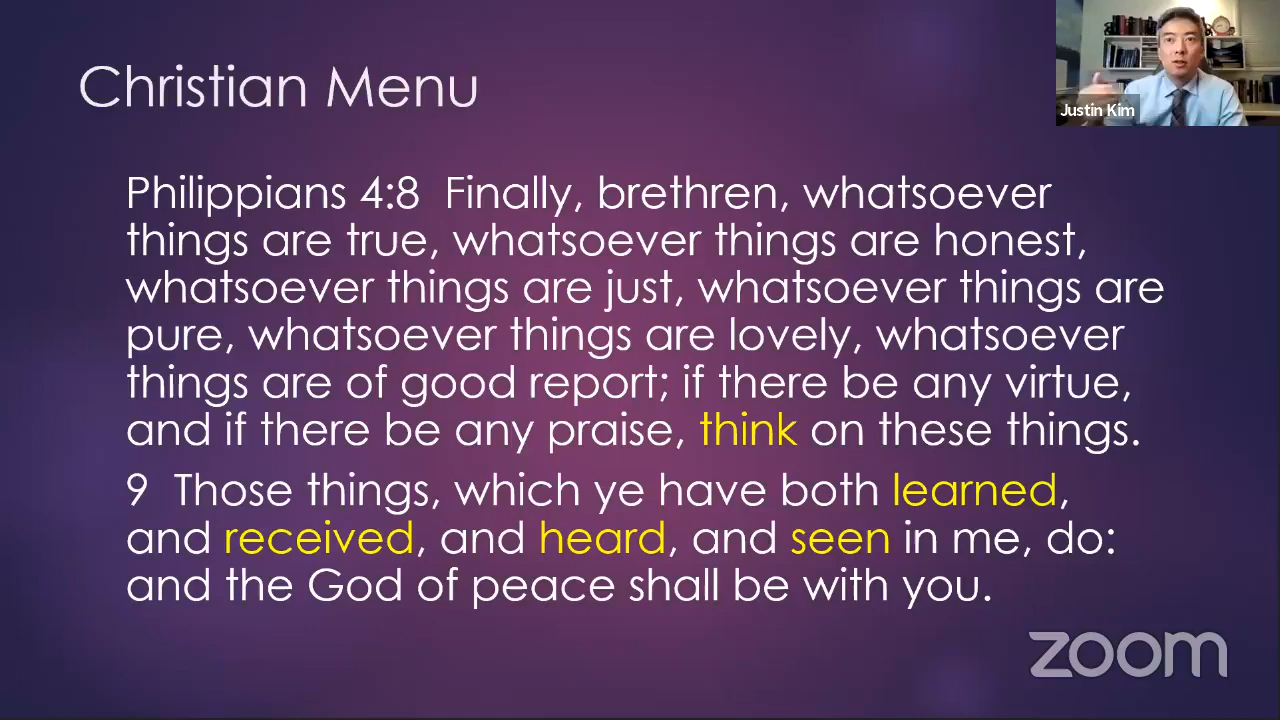 Christian Menu
Justin Kim
Philippians 4:8  Finally, brethren, whatsoever
things are true, whatsoever things are honest,
whatsoever things are just, whatsoever things are
pure, whatsoever things are lovely, whatsoever
things are of good report; if there be any virtue,
and if there be any praise, think on these things.
9  Those things, which ye have both learned,
and received, and heard, and seen in me, do:
and the God of peace shall be with you.
zoom